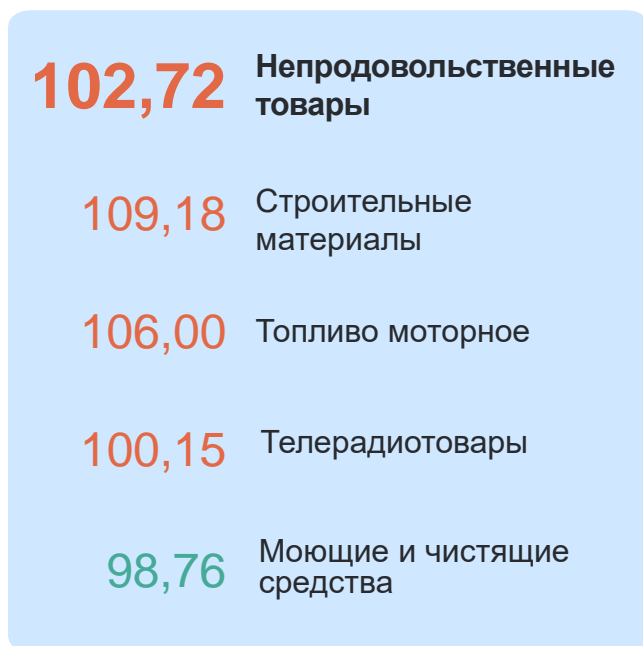 102,72 Непродовольственные
товары
109,18 Строительные
материалы
106,00 Топливо моторное
100,15 Телерадиотовары
98,76 Моющие и чистящие
средства